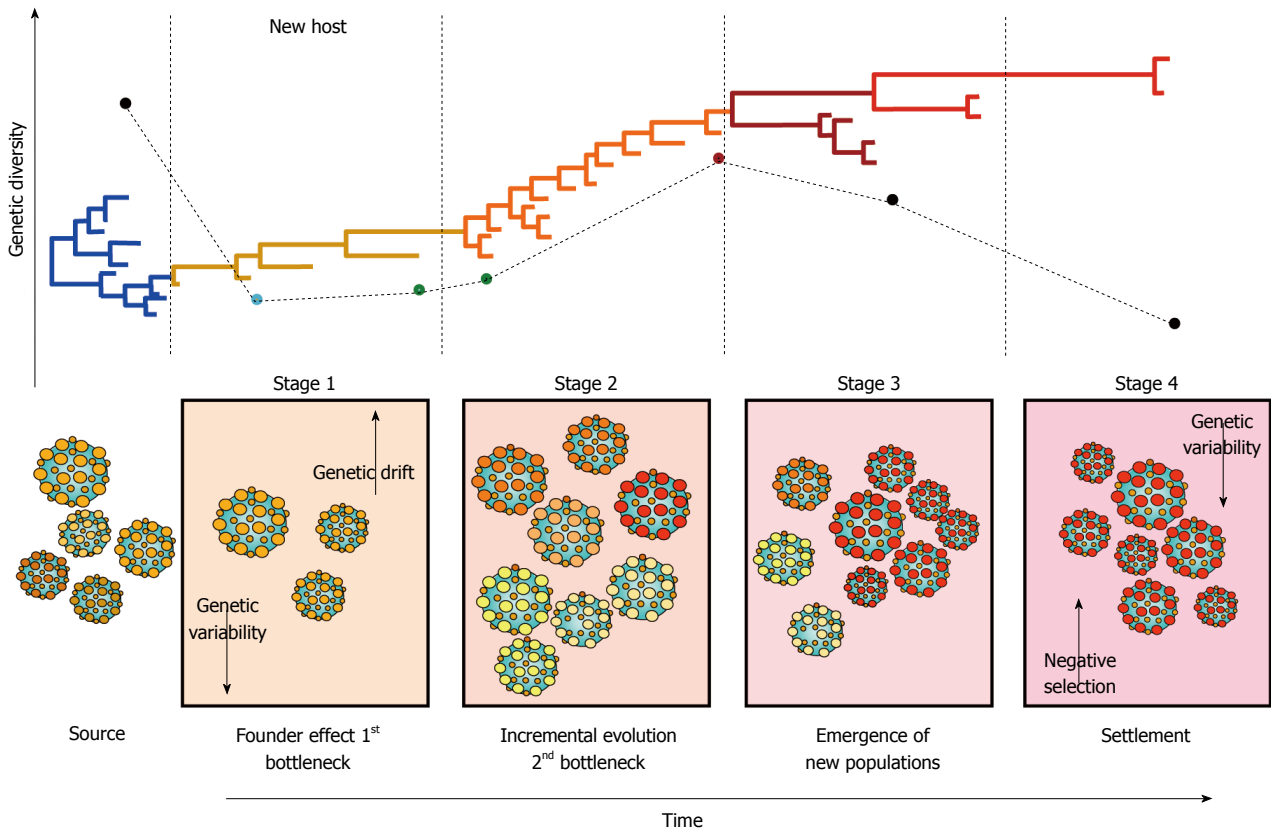 New host
Genetic diversity
Stage 1
Stage 2
Stage 3
Stage 4
Genetic drift
Genetic
variability
Genetic
variability
Negative
selection
Source
Founder effect 1st
bottleneck
Incremental evolution
2nd bottleneck
Emergence of
new populations
Settlement
Time